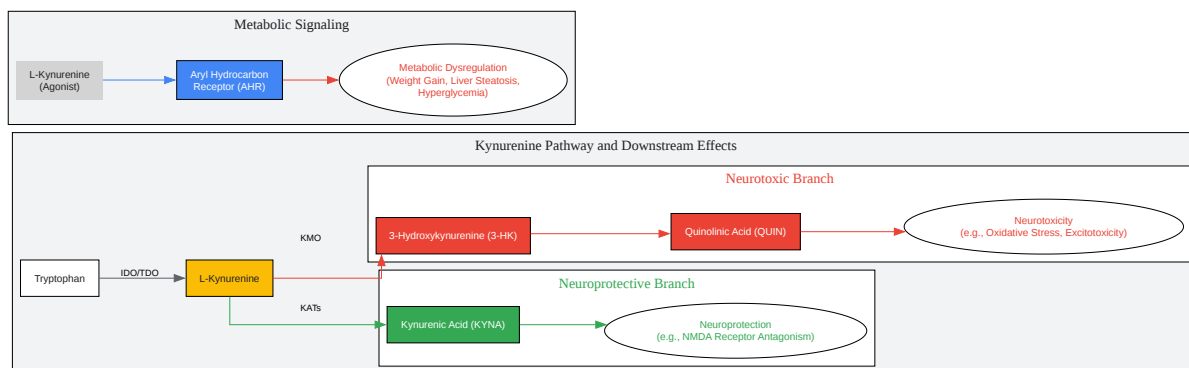 Metabolic Signaling
L-Kynurenine
(Agonist)
Aryl Hydrocarbon
Receptor (AHR)
Metabolic Dysregulation
(Weight Gain, Liver Steatosis,
Hyperglycemia)
Kynurenine Pathway and Downstream Effects
Neurotoxic Branch
KMO
3-Hydroxykynurenine (3-HK)
Quinolinic Acid (QUIN)
Neurotoxicity
(e.g., Oxidative Stress, Excitotoxicity)
Tryptophan
IDO/TDO
L-Kynurenine
Neuroprotective Branch
KATs
Kynurenic Acid (KYNA)
Neuroprotection
(e.g., NMDA Receptor Antagonism)